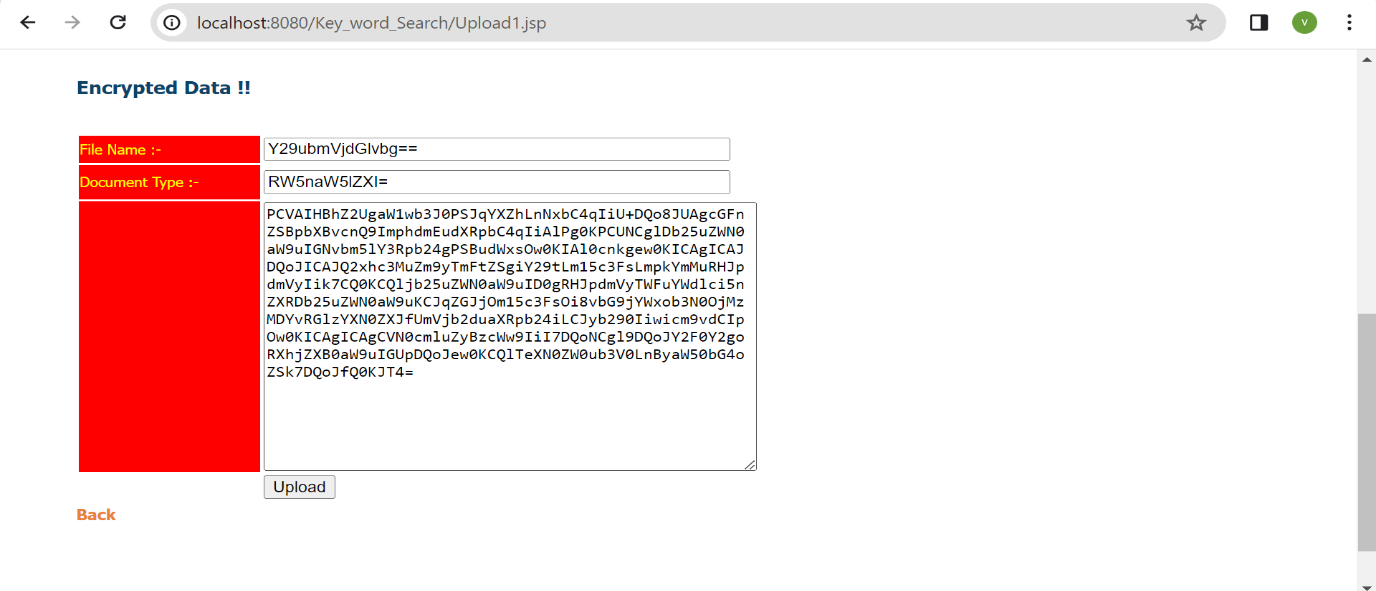 localhost:8080/Key_word_Search/Upload1.jsp
V
Encrypted Data !!
File Name :-
Y29ubmVjdGlvbg==
Document Type :-
RW5naW5lZXI=
PCVAIHBhZ2UgaW1wb3J0PSJqYXZhLnNxbC4qIiU+DQo8JUAgcGFn
ZSBpbXBvcnQ9ImphdmEudXRpbC4qIiAlPg0KPCUNCglDb25uZWN0
aW9uIGNvbm5lY3Rpb24gPSBudWxsOw0KIAl0cnkgew0KICAgICAJ
DQoJICAJQ2xhc3MuZm9yTmFtZSgiY29tLm15c3FsLmpkYmMuRHJp
dmVyIik7CQ0KCQljb25uZWN0aW9uID0gRHJpdmVyTWFuYWdlci5n
ZXRDb25uZWN0aW9uKCJqZGJjOm15c3FsOi8vbG9jYWxob3N0OjMz
MDYvRGlzYXN0ZXJfUmVjb2duaXRpb24iLCJyb290Iiwicm9vdCIp
Ow0KICAgICAgCVN0cmluZyBzcWw9IiI7DQoNCgl9DQoJY2F0Y2go
RXhjZXB0aW9uIGUpDQoJew0KCQlTeXN0ZW0ub3V0LnByaW50bG4o
ZSk7DQoJfQ0KJT4=
Upload
Back